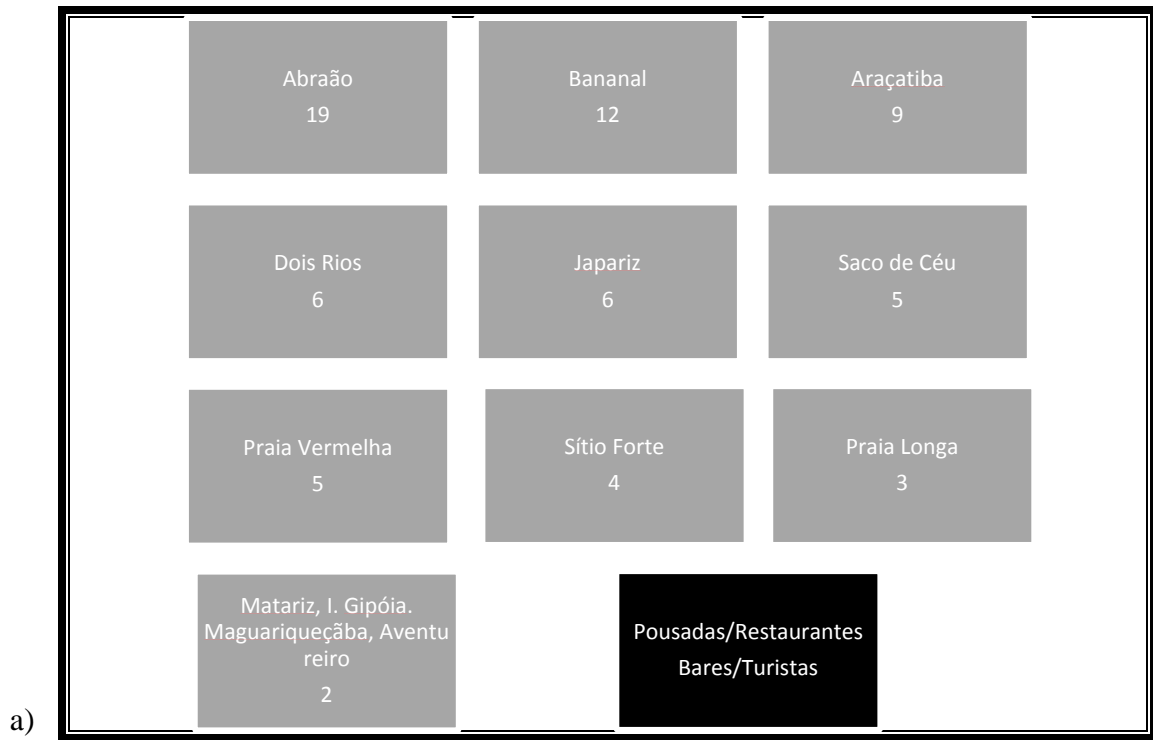 Abraão
19
Bananal
12
Araçatiba
9
Dois Rios
6
Japariz
6
Saco de Céu
5
Praia Vermelha
5
Sítio Forte
4
Praia Longa
3
Matariz, I. Gipóia.
Maguariqueçãba, Aventu
reiro
2
Pousadas/Restaurantes
Bares/Turistas
a)